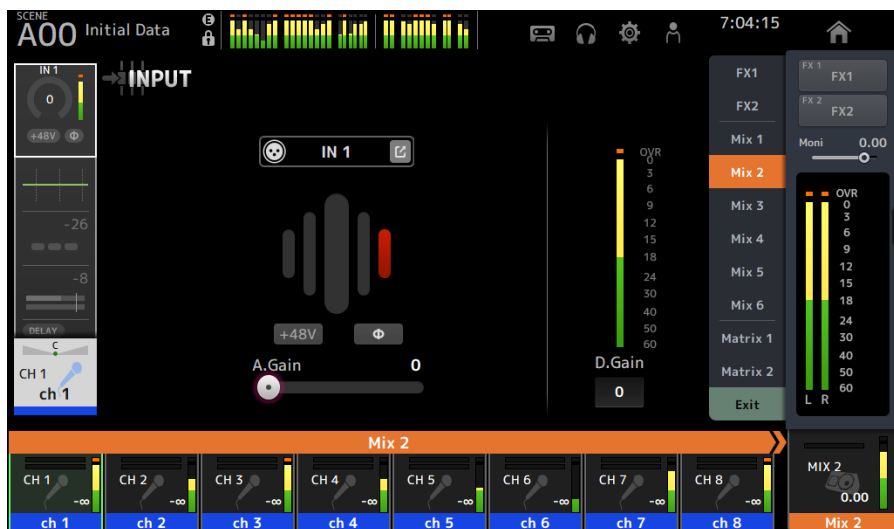 SCENE
A00 Initial Data
E
7:04:15
IN 1
0
+48V Φ
-26
-8
DELAY
C
CH 1
ch 1
INPUT
IN 1
+48V Φ
A.Gain 0
OVR
0
3
6
9
12
15
18
24
30
40
50
60
D.Gain
0
FX1
FX2
Mix 1
Mix 2
Mix 3
Mix 4
Mix 5
Mix 6
Matrix 1
Matrix 2
Exit
FX 1
FX1
FX 2
FX2
Moni 0.00
OVR
0
3
6
9
12
15
18
24
30
40
50
60
L R
Mix 2
CH 1
-∞
ch 1
CH 2
-∞
ch 2
CH 3
-∞
ch 3
CH 4
-∞
ch 4
CH 5
-∞
ch 5
CH 6
-∞
ch 6
CH 7
-∞
ch 7
CH 8
-∞
ch 8
MIX 2
0.00
Mix 2